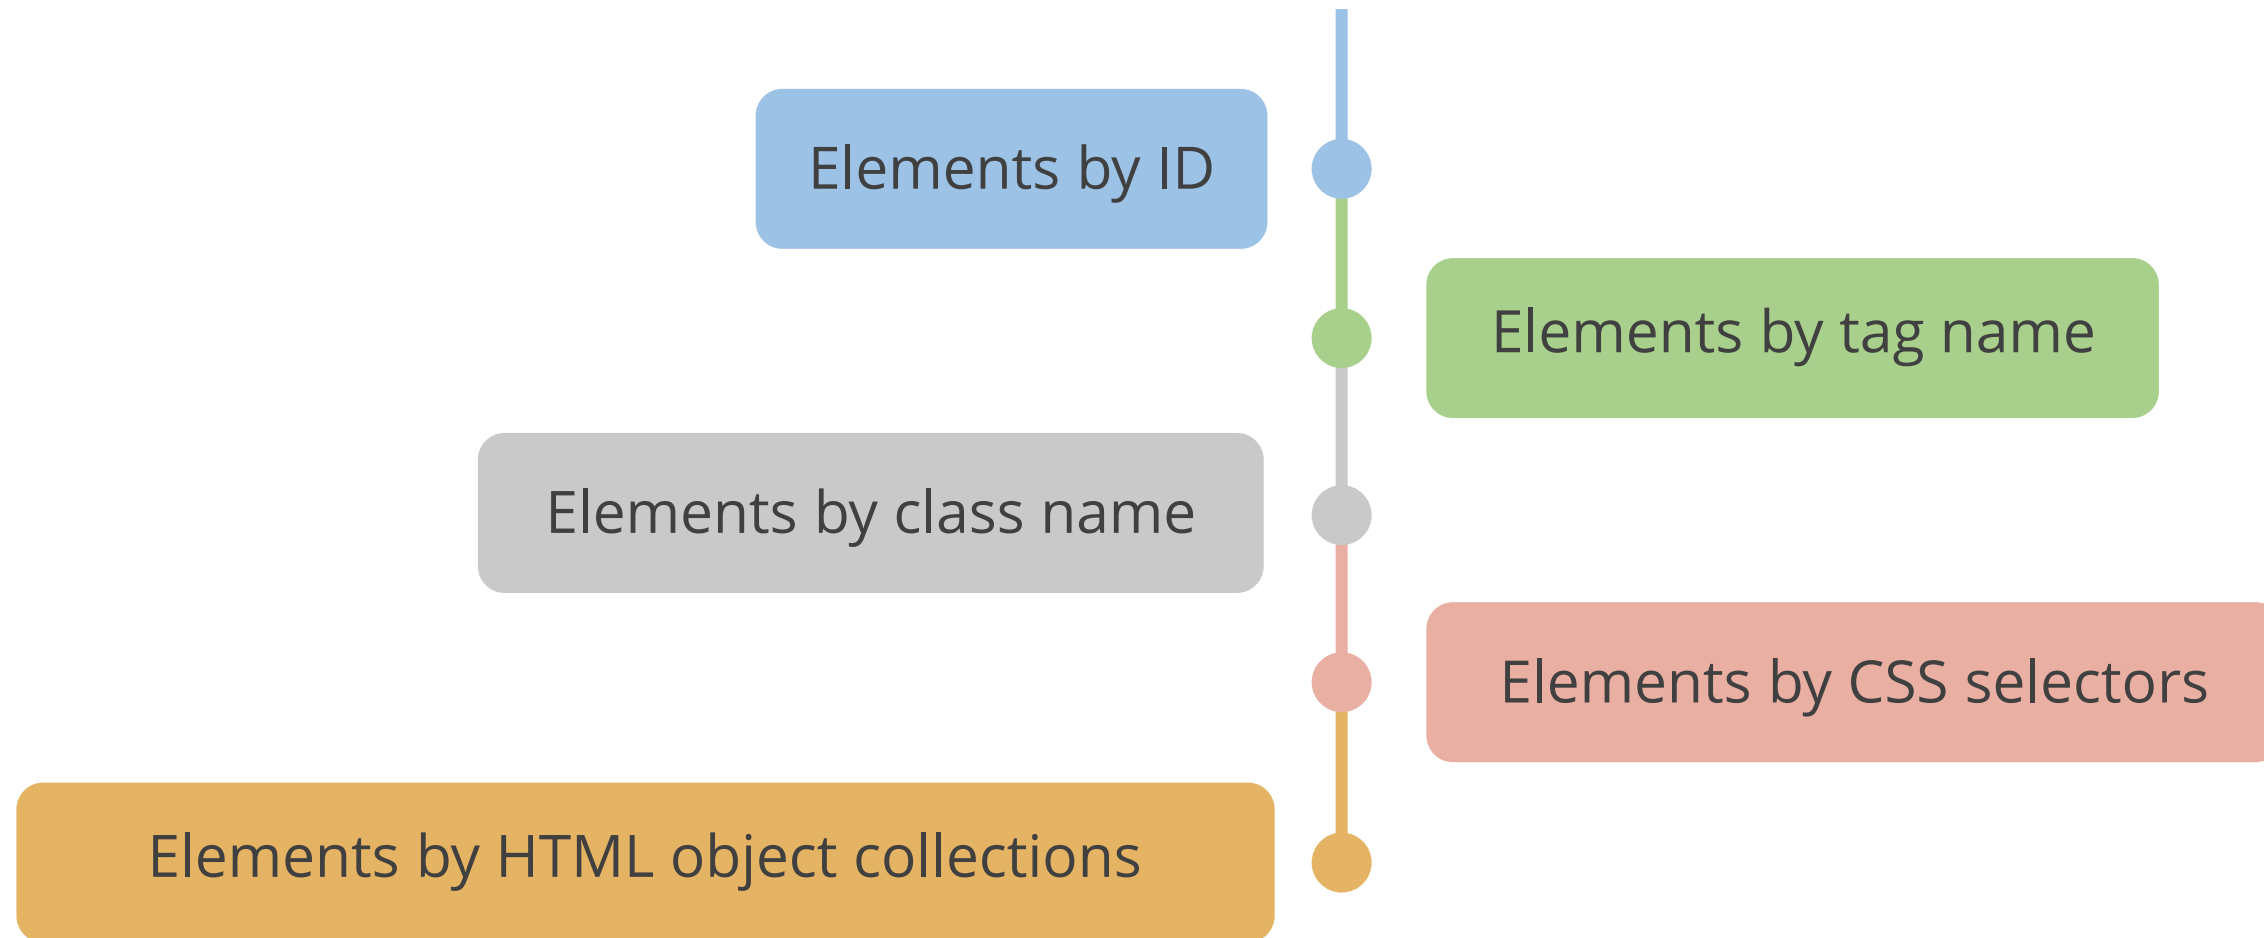 Elements by ID
Elements by tag name
Elements by class name
Elements by CSS selectors
Elements by HTML object collections